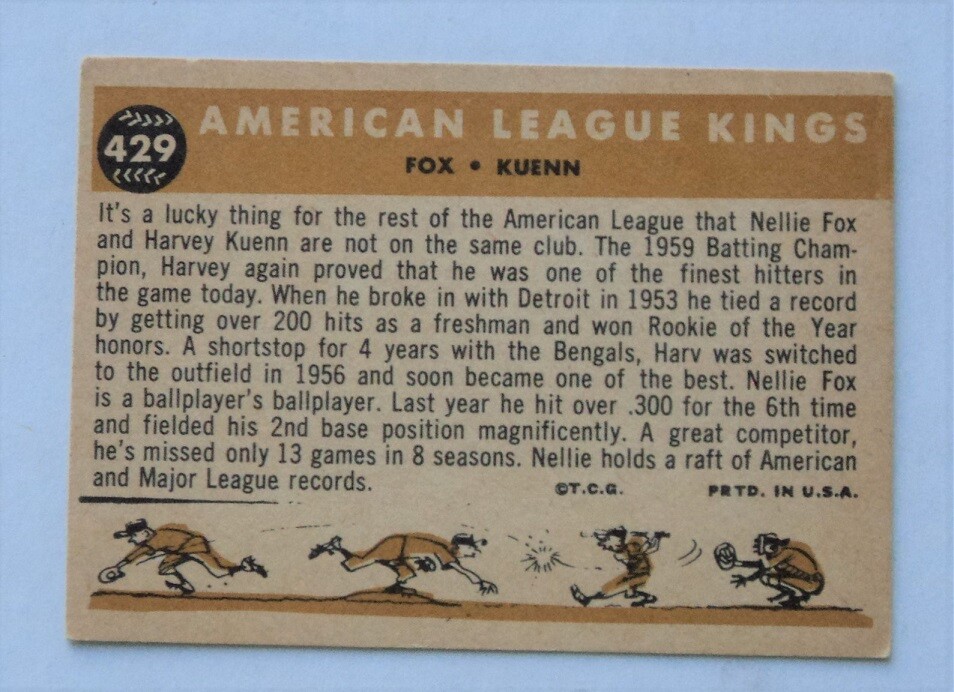 429
AMERICAN LEAGUE KINGS
FOX • KUENN
It's a lucky thing for the rest of the American League that Nellie Fox
and Harvey Kuenn are not on the same club. The 1959 Batting Cham-
pion, Harvey again proved that he was one of the finest hitters in
the game today. When he broke in with Detroit in 1953 he tied a record
by getting over 200 hits as a freshman and won Rookie of the Year
honors. A shortstop for 4 years with the Bengals, Harv was switched
to the outfield in 1956 and soon became one of the best. Nellie Fox
is a ballplayer's ballplayer. Last year he hit over .300 for the 6th time
and fielded his 2nd base position magnificently. A great competitor,
he's missed only 13 games in 8 seasons. Nellie holds a raft of American
and Major League records.
©T.C.G. PRTD. IN U.S.A.